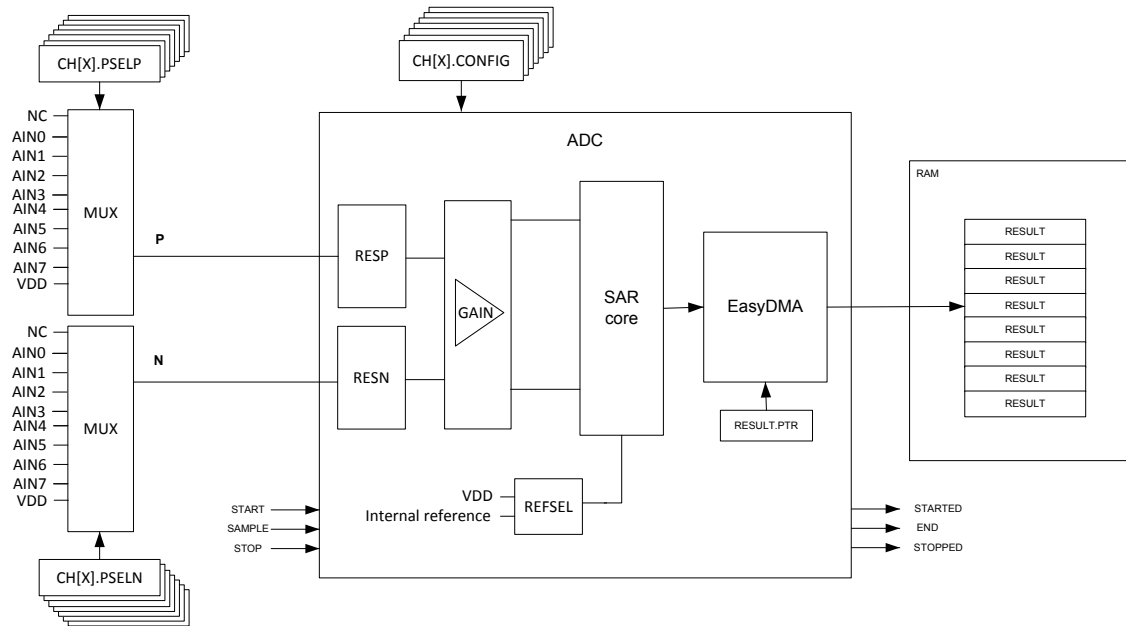 CH[X].PSELP
CH[X].CONFIG
NC
AIN0
AIN1
AIN2
AIN3
AIN4
AIN5
AIN6
AIN7
VDD
MUX
P
NC
AIN0
AIN1
AIN2
AIN3
AIN4
AIN5
AIN6
AIN7
VDD
MUX
N
CH[X].PSELN
ADC
RESP
RESN
GAIN
SAR
core
EasyDMA
RESULT.PTR
VDD
Internal reference
REFSEL
START
SAMPLE
STOP
STARTED
END
STOPPED
RAM
RESULT
RESULT
RESULT
RESULT
RESULT
RESULT
RESULT
RESULT